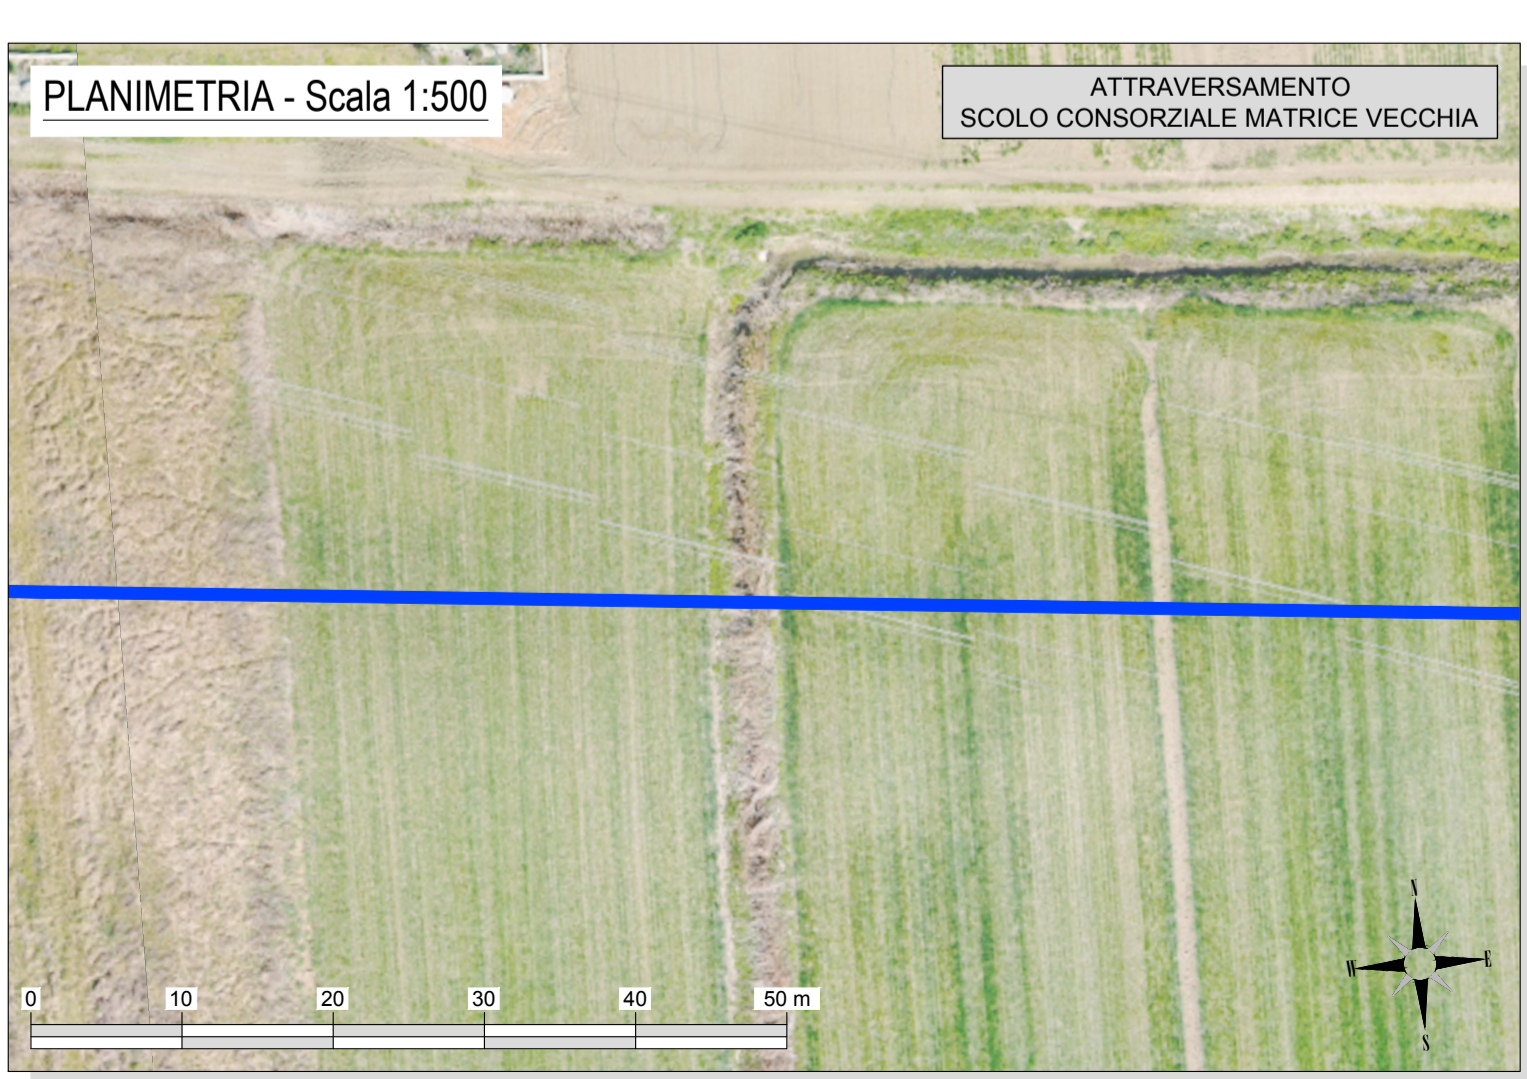 PLANIMETRIA - Scala 1:500
ATTRAVERSAMENTO
SCOLO CONSORZIALE MATRICE VECCHIA
N
W E
S
0 10 20 30 40 50 m